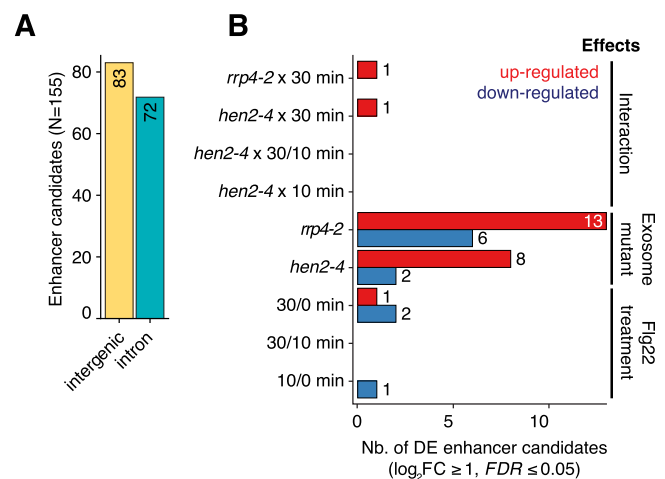 A
B
Enhancer candidates (N=155)
80
60
40
20
0
83
72
intergenic
intron
Effects
up-regulated
down-regulated
rrp4-2 x 30 min
1
hen2-4 x 30 min
1
hen2-4 x 30/10 min
hen2-4 x 10 min
rrp4-2
13
6
hen2-4
8
2
30/0 min
1
2
30/10 min
10/0 min
1
Interaction
Exosome
mutant
Flg22
treatment
0
5
10
Nb. of DE enhancer candidates
(log₂FC ≥ 1, FDR ≤ 0.05)